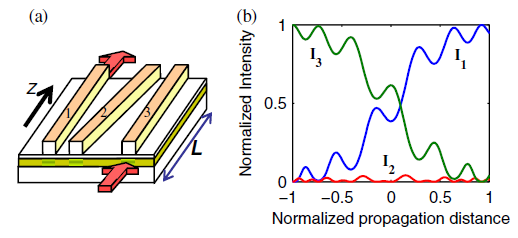 (a)
(b)
Z
1
2
3
L
Normalized Intensity
1
0.5
0
I3
I1
I2
−1
−0.5
0
0.5
1
Normalized propagation distance